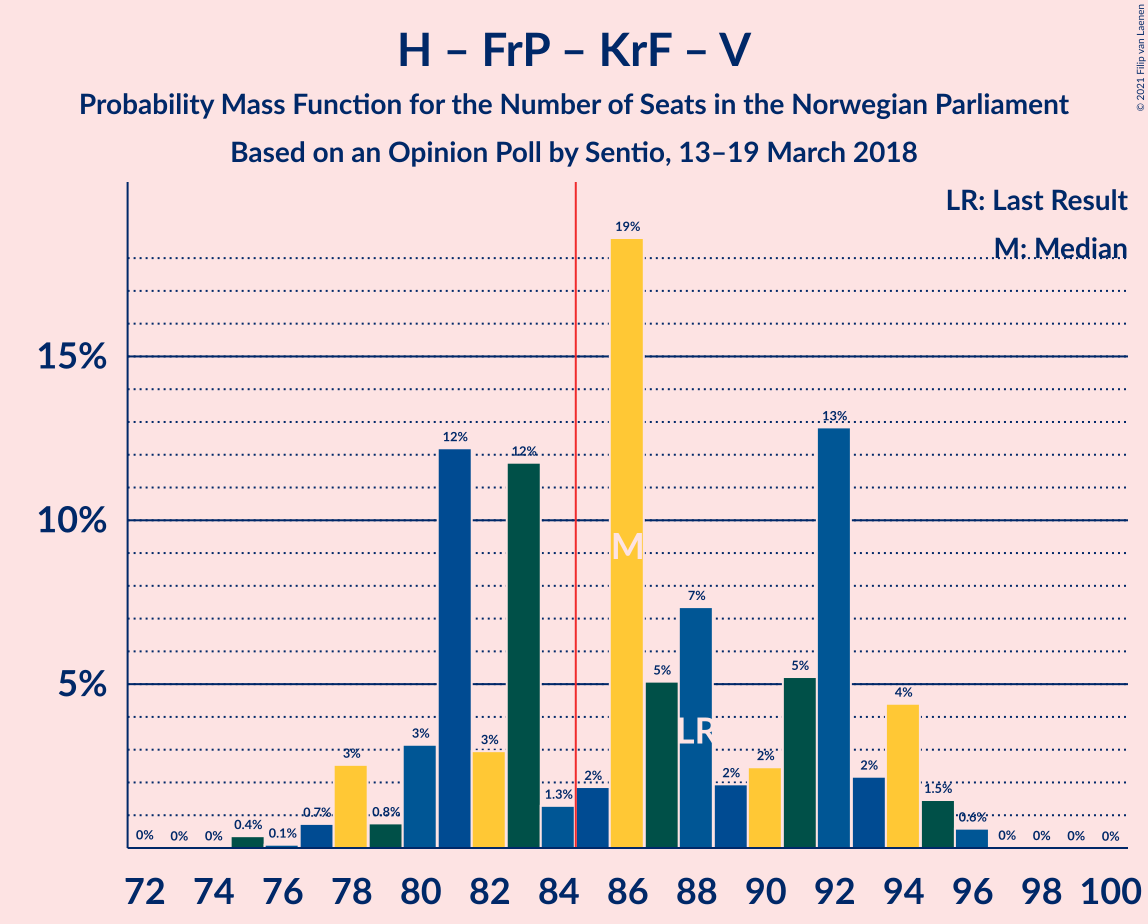 H – FrP – KrF – V
Probability Mass Function for the Number of Seats in the Norwegian Parliament
Based on an Opinion Poll by Sentio, 13–19 March 2018
© 2021 Filip van Laenen
LR: Last Result
M: Median
15%
10%
5%
0% 0% 0% 0.4% 0.1% 0.7% 3% 0.8% 3% 12% 3% 12% 1.3% 2% 19% 5% 7% 2% 2% 5% 13% 2% 4% 1.5% 0.6% 0% 0% 0% 0%
M
LR
72 74 76 78 80 82 84 86 88 90 92 94 96 98 100